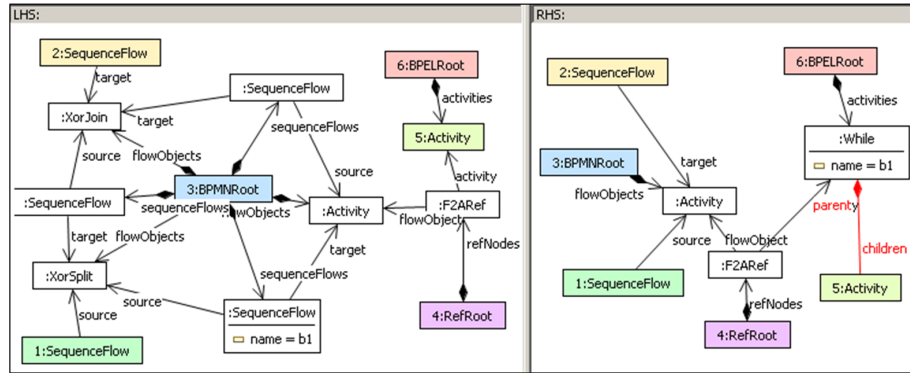 LHS:
2:SequenceFlow
target
:XorJoin
:SequenceFlow
target
sequenceFlows
source
flowObjects
source
3:BPMNRoot
:SequenceFlow
sequenceFlows
flowObjects
:Activity
target
flowObjects
sequenceFlows
target
:XorSplit
source
source
:SequenceFlow
name = b1
1:SequenceFlow
6:BPELRoot
activities
5:Activity
activity
:F2ARef
flowObject
refNodes
4:RefRoot
RHS:
2:SequenceFlow
6:BPELRoot
activities
:While
name = b1
target
3:BPMNRoot
flowObjects
:Activity
parenty
source
flowObject
children
:F2ARef
1:SequenceFlow
refNodes
5:Activity
4:RefRoot